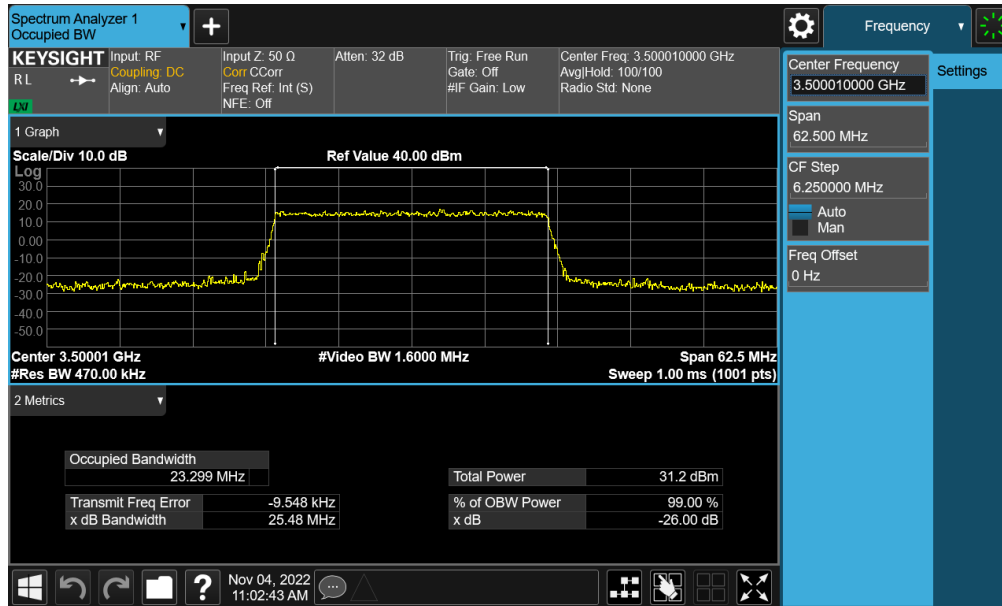 Spectrum Analyzer 1
Occupied BW
Frequency
KEYSIGHT
R L
LXI
Input: RF
Coupling: DC
Align: Auto
Input Z: 50 Ω
Corr CCorr
Freq Ref: Int (S)
NFE: Off
Atten: 32 dB
Trig: Free Run
Gate: Off
#IF Gain: Low
Center Freq: 3.500010000 GHz
Avg|Hold: 100/100
Radio Std: None
Center Frequency
3.500010000 GHz
Settings
Span
62.500 MHz
CF Step
6.250000 MHz
Auto
Man
Freq Offset
0 Hz
1 Graph
Scale/Div 10.0 dB
Ref Value 40.00 dBm
Log
30.0
20.0
10.0
0.00
-10.0
-20.0
-30.0
-40.0
-50.0
Center 3.50001 GHz
#Video BW 1.6000 MHz
Span 62.5 MHz
#Res BW 470.00 kHz
Sweep 1.00 ms (1001 pts)
2 Metrics
Occupied Bandwidth
23.299 MHz
Total Power 31.2 dBm
Transmit Freq Error -9.548 kHz
% of OBW Power 99.00 %
x dB Bandwidth 25.48 MHz
x dB -26.00 dB
?
Nov 04, 2022
11:02:43 AM